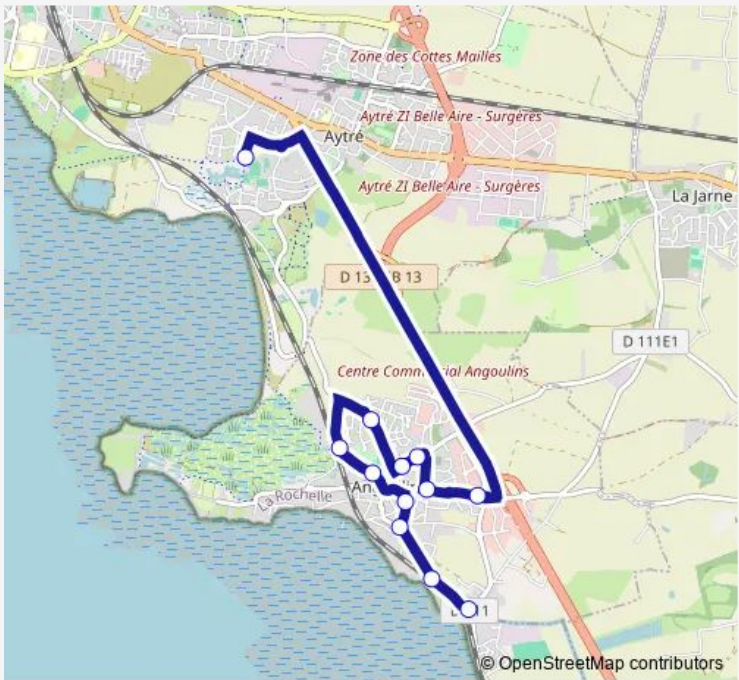 Zone des Cottes Mailles
Aytré ZI Belle Aire - Surgères
Aytré
Aytré ZI Belle Aire - Surgères
La Jarne
D 111E1
Centre Commercial Angoulins
La Rochelle
© OpenStreetMap contributors